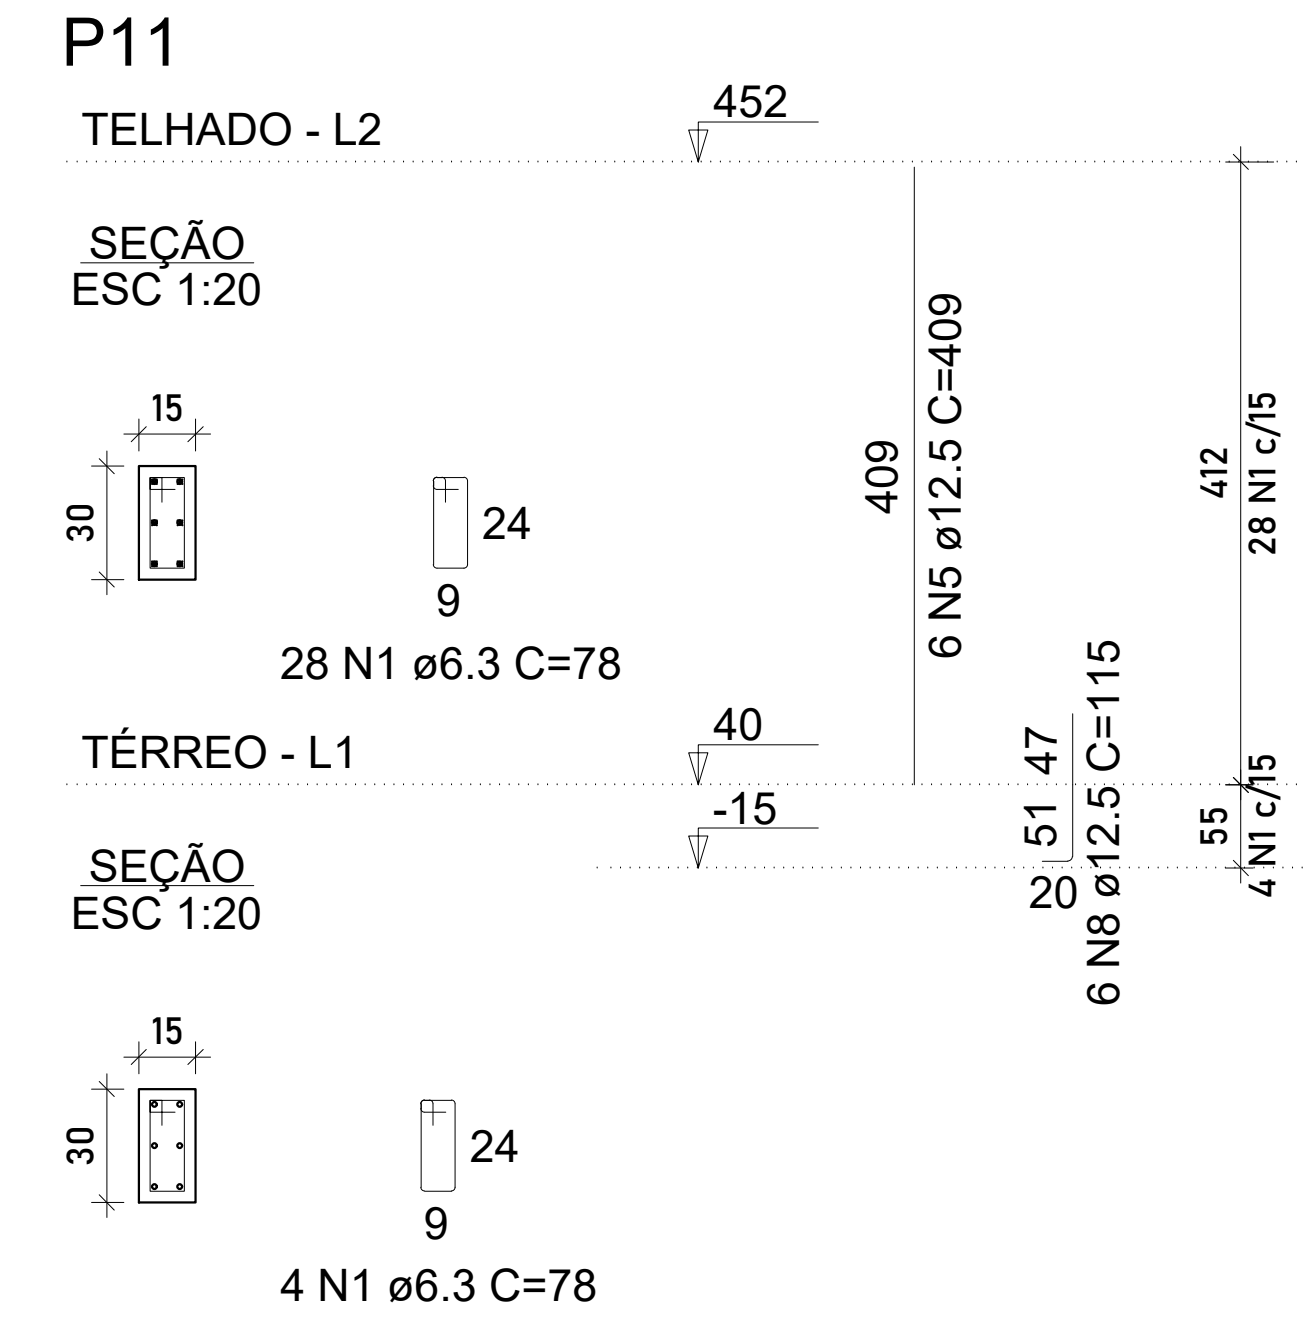 P11
TELHADO - L2
452
SEÇÃO
ESC 1:20
15
30
24
9
28 N1 ø6.3 C=78
409
6 N5 ø12.5 C=409
412
28 N1 c/15
TÉRREO - L1
40
-15
51 47
20
6 N8 ø12.5 C=115
55
4 N1 c/15
SEÇÃO
ESC 1:20
15
30
24
9
4 N1 ø6.3 C=78